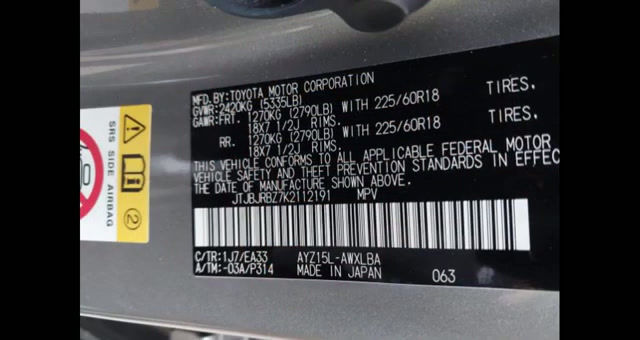 MFD.BY:TOYOTA MOTOR CORPORATION
GVWR:2420KG (5335LB)
GAWR:FRT. 1270KG (2790LB) WITH 225/60R18 TIRES,
18X7 1/2J RIMS.
RR. 1270KG (2790LB) WITH 225/60R18 TIRES,
18X7 1/2J RIMS.
THIS VEHICLE CONFORMS TO ALL APPLICABLE FEDERAL MOTOR
VEHICLE SAFETY AND THEFT PREVENTION STANDARDS IN EFFEC
THE DATE OF MANUFACTURE SHOWN ABOVE.
JTJBJRBZ7K2112191 MPV
C/TR:1J7/EA33 AYZ15L-AWXLBA
A/TM:-03A/P314 MADE IN JAPAN 063
SRS SIDE AIRBAG
2